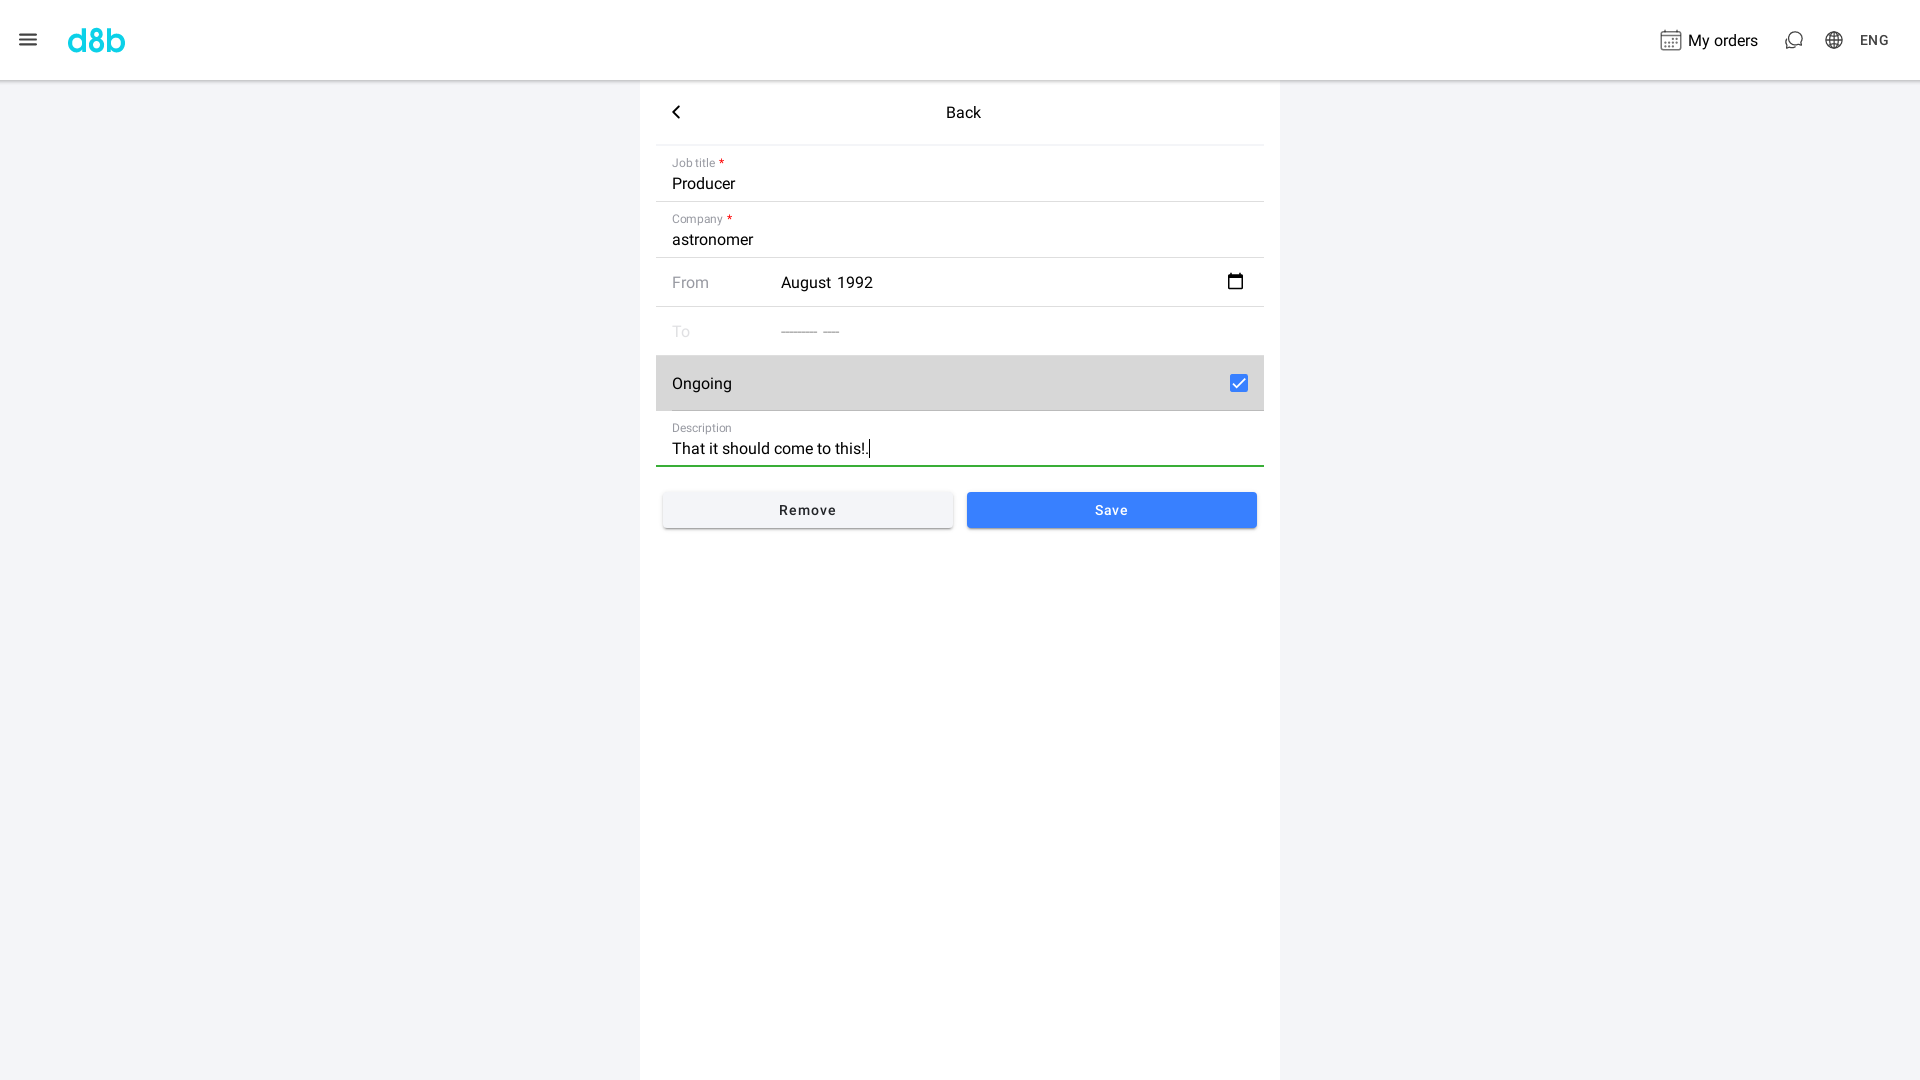 d8b
My orders
ENG
Back
Job title *
Producer
Company *
astronomer
From August 1992
To --------- ----
Ongoing
Description
That it should come to this!.
Remove
Save